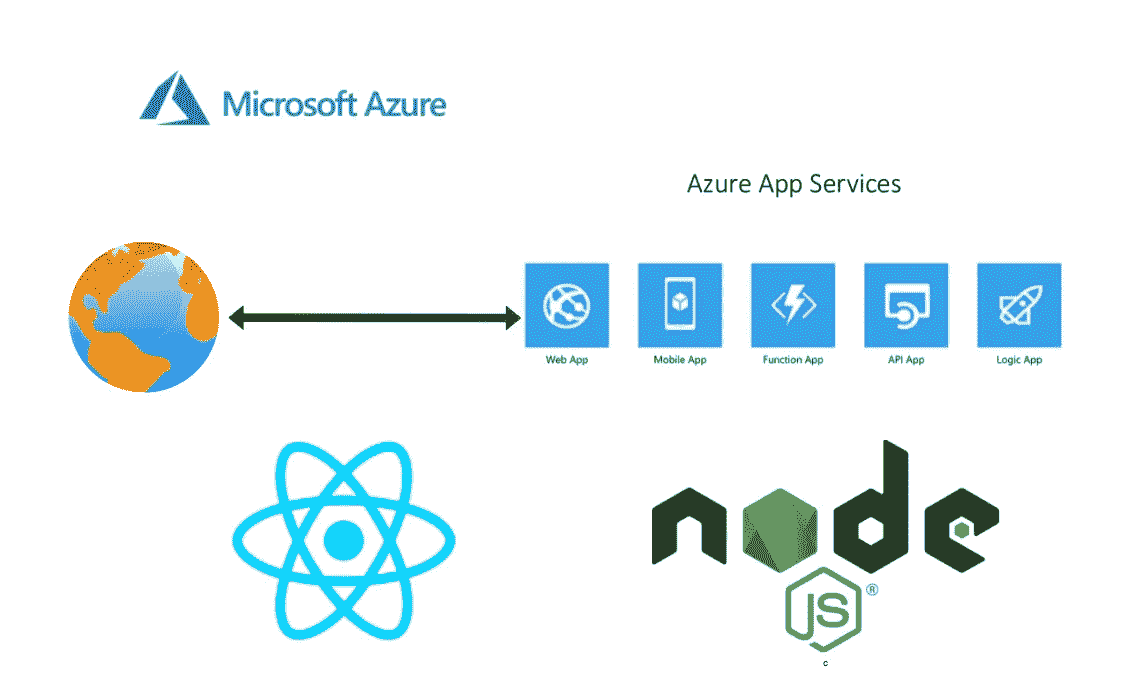 Microsoft Azure
Azure App Services
Web App
Mobile App
Function App
API App
Logic App
node
JS®
c